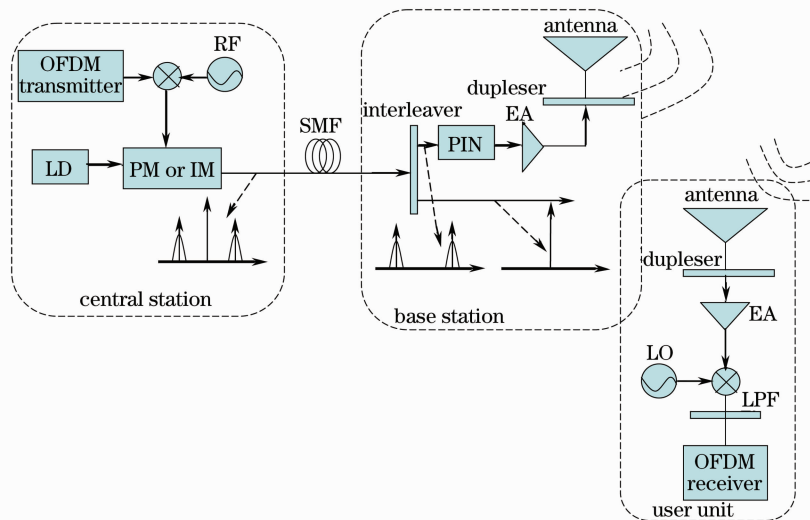 OFDM
transmitter
RF
LD
PM or IM
central station
SMF
interleaver
PIN
EA
dupleser
antenna
base station
antenna
dupleser
EA
LO
LPF
OFDM
receiver
user unit